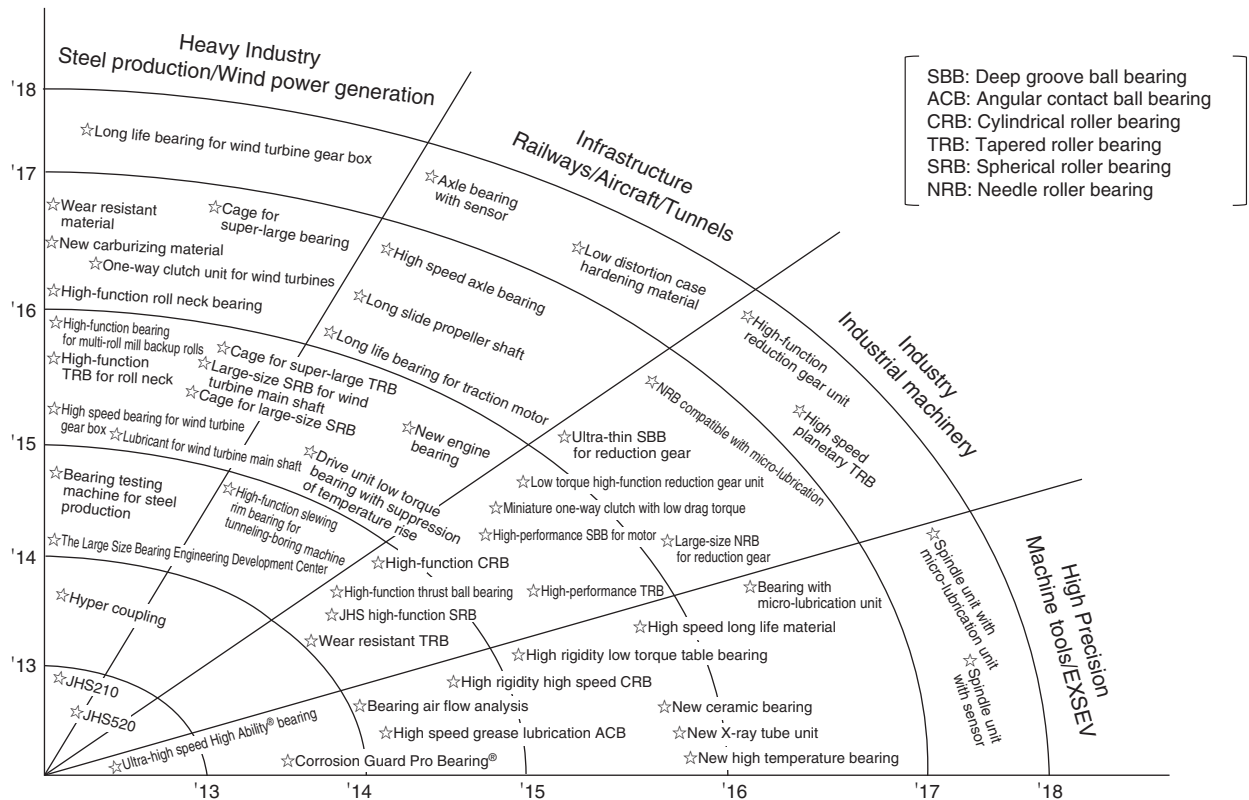 Heavy Industry
Steel production/Wind power generation
Infrastructure
Railways/Aircraft/Tunnels
Industry
Industrial machinery
High Precision
Machine tools/EXSEV
SBB: Deep groove ball bearing
ACB: Angular contact ball bearing
CRB: Cylindrical roller bearing
TRB: Tapered roller bearing
SRB: Spherical roller bearing
NRB: Needle roller bearing
'18
☆Long life bearing for wind turbine gear box
'17
☆Wear resistant
material
☆Cage for
super-large bearing
☆New carburizing material
☆One-way clutch unit for wind turbines
☆High-function roll neck bearing
'16
☆High-function bearing
for multi-roll mill backup rolls
☆High-function
TRB for roll neck
☆Cage for super-large TRB
☆Large-size SRB for wind
turbine main shaft
☆Cage for large-size SRB
☆High speed bearing for wind turbine
gear box
☆Lubricant for wind turbine main shaft
'15
☆Bearing testing
machine for steel
production
☆The Large Size Bearing Engineering Development Center
'14
☆Hyper coupling
'13
☆JHS210
☆JHS520
☆Axle bearing
with sensor
☆Low distortion case
hardening material
☆High speed axle bearing
☆Long slide propeller shaft
☆Long life bearing for traction motor
☆New engine
bearing
☆Drive unit low torque
bearing with suppression
of temperature rise
☆High-function slewing
rim bearing for
tunneling-boring machine
☆High-function
reduction gear unit
☆High speed
planetary TRB
☆NRB compatible with micro-lubrication
☆Ultra-thin SBB
for reduction gear
☆Low torque high-function reduction gear unit
☆Miniature one-way clutch with low drag torque
☆High-performance SBB for motor
☆Large-size NRB
for reduction gear
☆High-function CRB
☆High-function thrust ball bearing
☆High-performance TRB
☆JHS high-function SRB
☆Wear resistant TRB
☆Spindle unit with
micro-lubrication unit
☆Spindle unit
with sensor
☆Bearing with
micro-lubrication unit
☆High speed long life material
☆High rigidity low torque table bearing
☆High rigidity high speed CRB
☆Bearing air flow analysis
☆New ceramic bearing
☆High speed grease lubrication ACB
☆New X-ray tube unit
☆Ultra-high speed High Ability® bearing
☆Corrosion Guard Pro Bearing®
☆New high temperature bearing
'13
'14
'15
'16
'17
'18